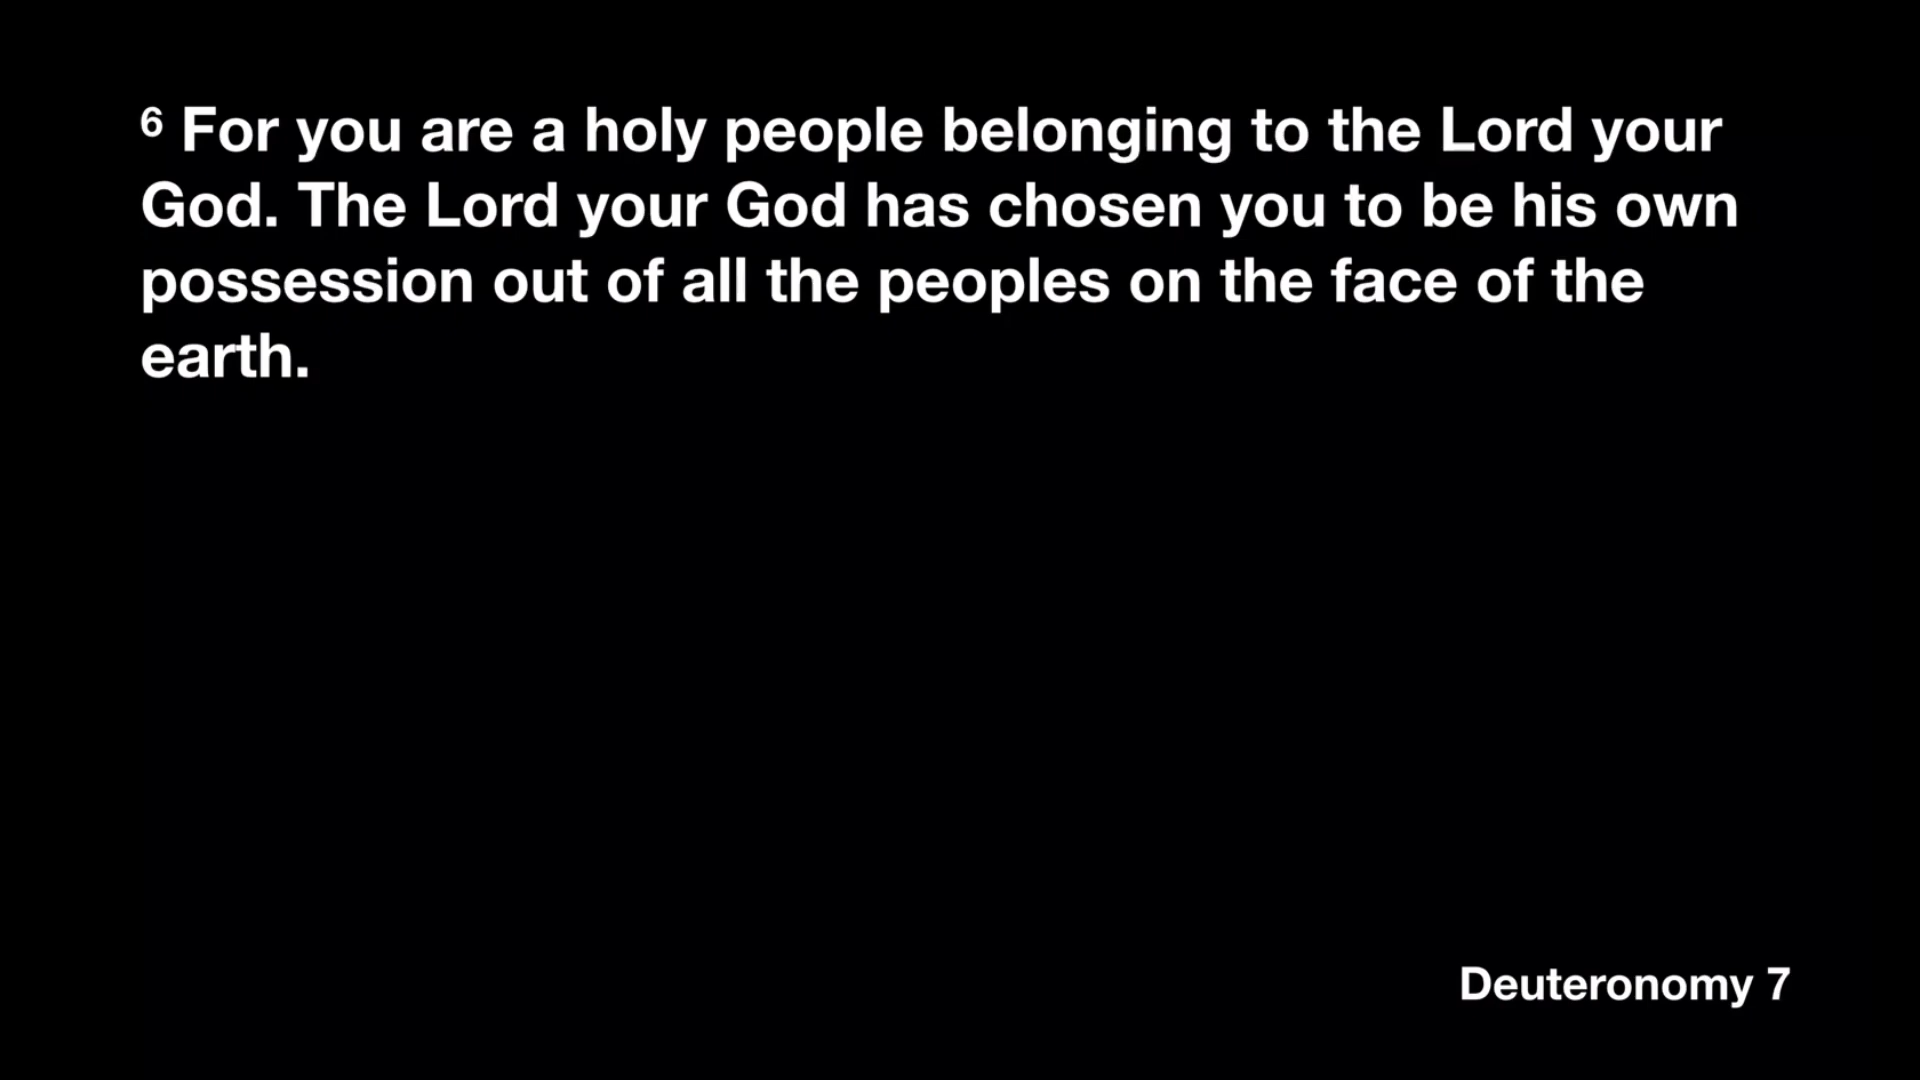 ⁶ For you are a holy people belonging to the Lord your
God. The Lord your God has chosen you to be his own
possession out of all the peoples on the face of the
earth.
Deuteronomy 7